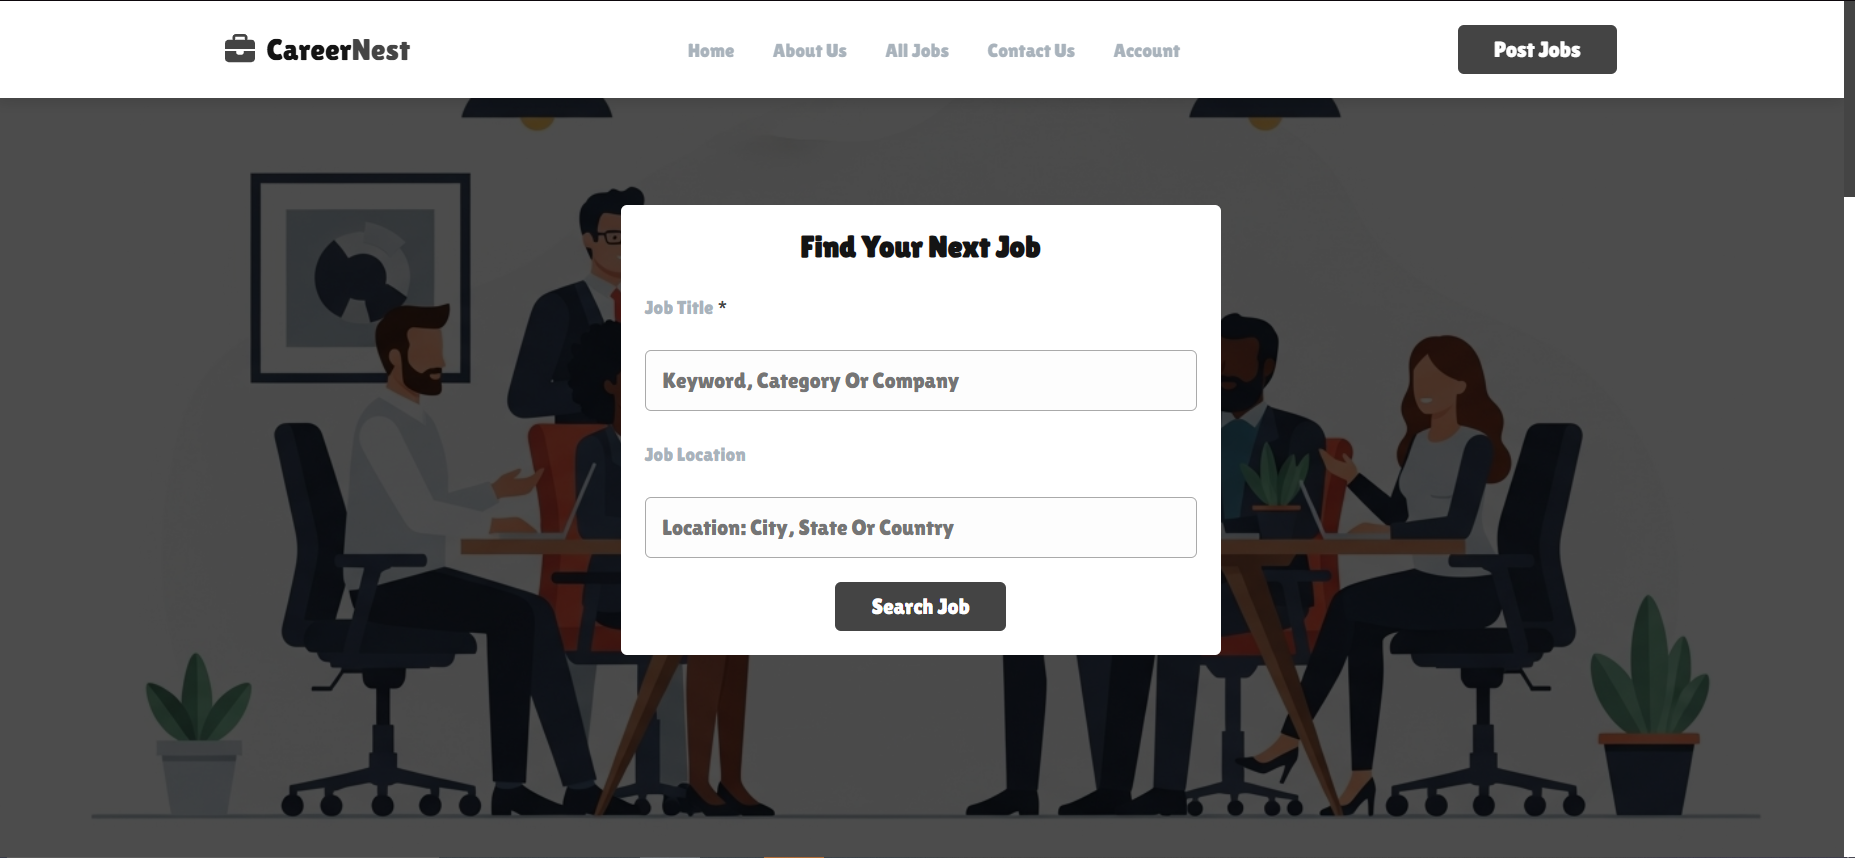 CareerNest
Home About Us All Jobs Contact Us Account
Post Jobs
Find Your Next Job
Job Title *
Keyword, Category Or Company
Job Location
Location: City, State Or Country
Search Job